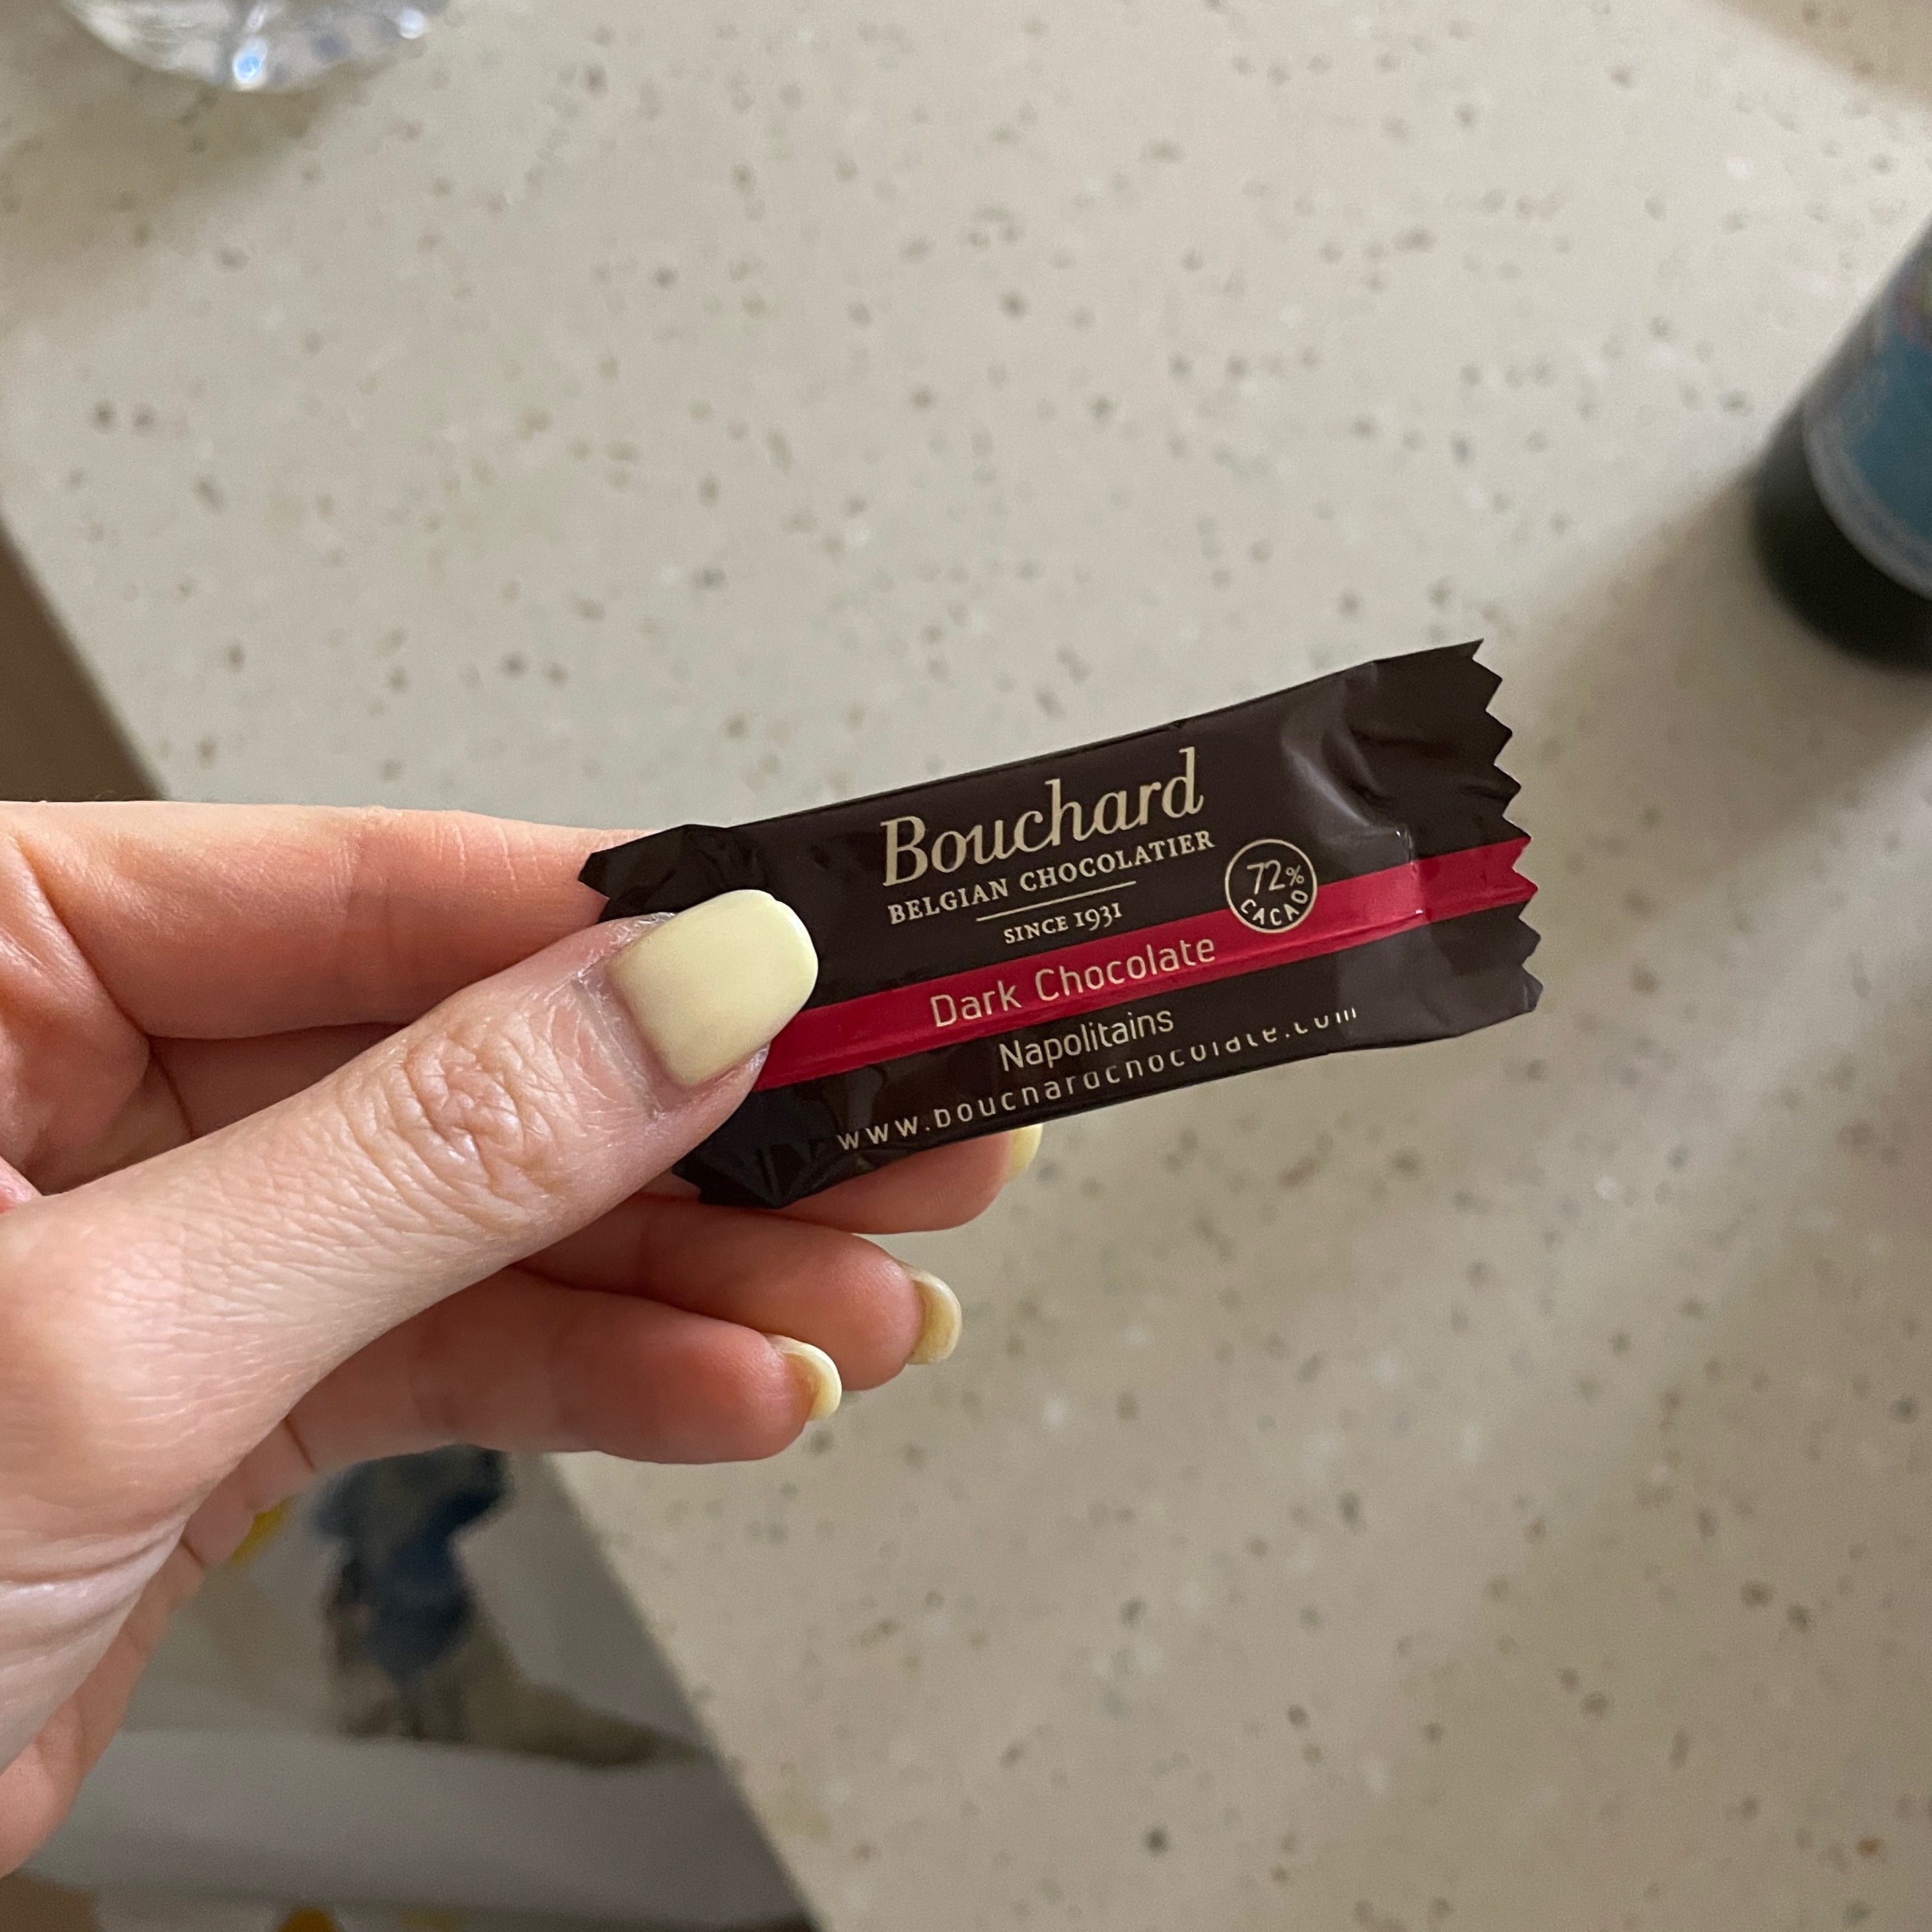 Bouchard
BELGIAN CHOCOLATIER
SINCE 1931
72%
CACAO
Dark Chocolate
Napolitains
www.bouchardchocolate.com